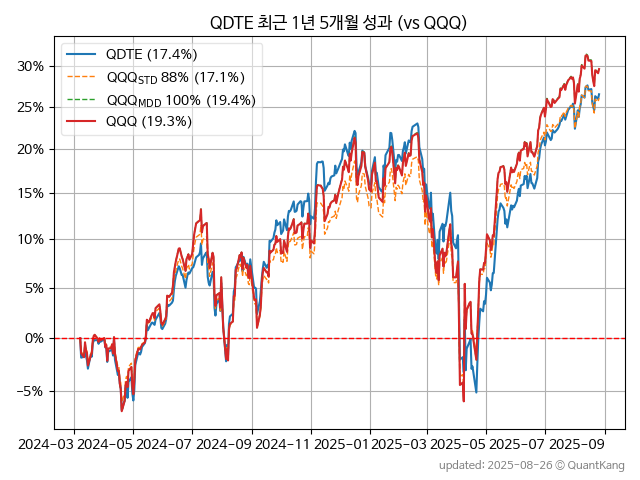 QDTE 최근 1년 5개월 성과 (vs QQQ)
QDTE (17.4%)
QQQSTD 88% (17.1%)
QQQMDD 100% (19.4%)
QQQ (19.3%)
30%
25%
20%
15%
10%
5%
0%
−5%
2024-03 2024-05 2024-07 2024-09 2024-11 2025-01 2025-03 2025-05 2025-07 2025-09
updated: 2025-08-26 © QuantKang